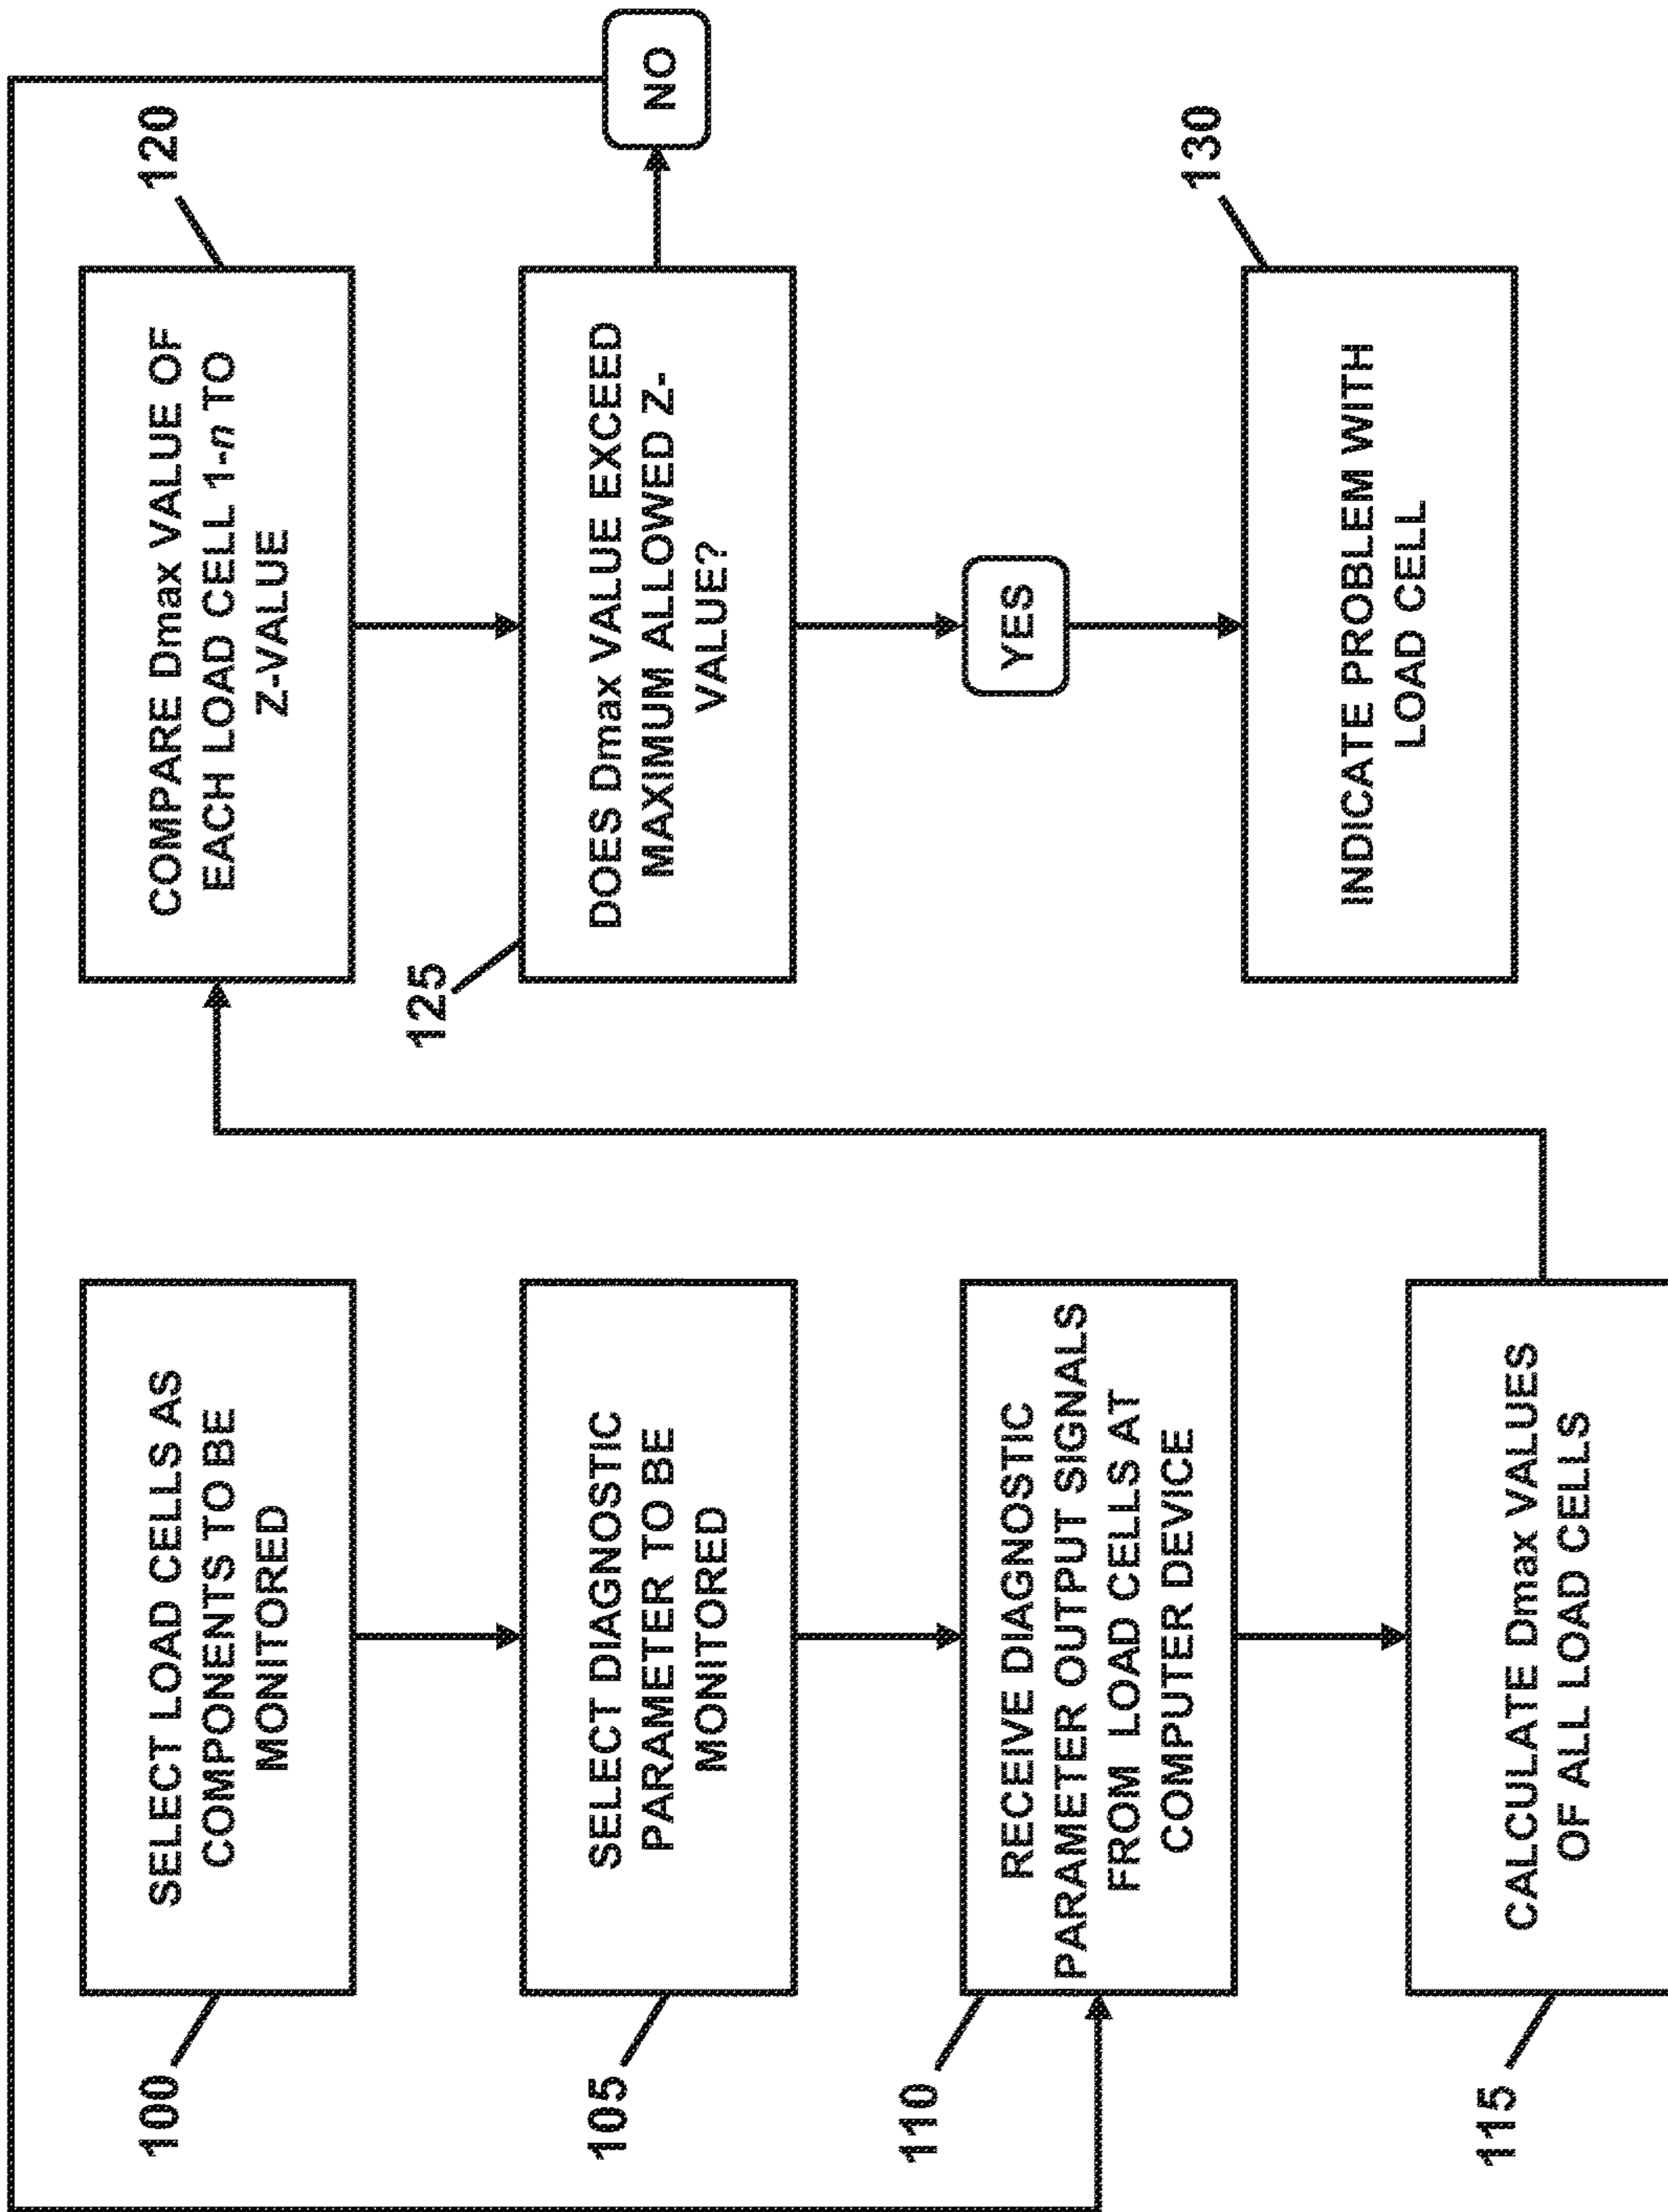 100
SELECT LOAD CELLS AS
COMPONENTS TO BE
MONITORED
105
SELECT DIAGNOSTIC
PARAMETER TO BE
MONITORED
110
RECEIVE DIAGNOSTIC
PARAMETER OUTPUT SIGNALS
FROM LOAD CELLS AT
COMPUTER DEVICE
115
CALCULATE Dmax VALUES
OF ALL LOAD CELLS
120
COMPARE Dmax VALUE OF
EACH LOAD CELL 1-n TO
Z-VALUE
125
DOES Dmax VALUE EXCEED
MAXIMUM ALLOWED Z-
VALUE?
NO
YES
130
INDICATE PROBLEM WITH
LOAD CELL